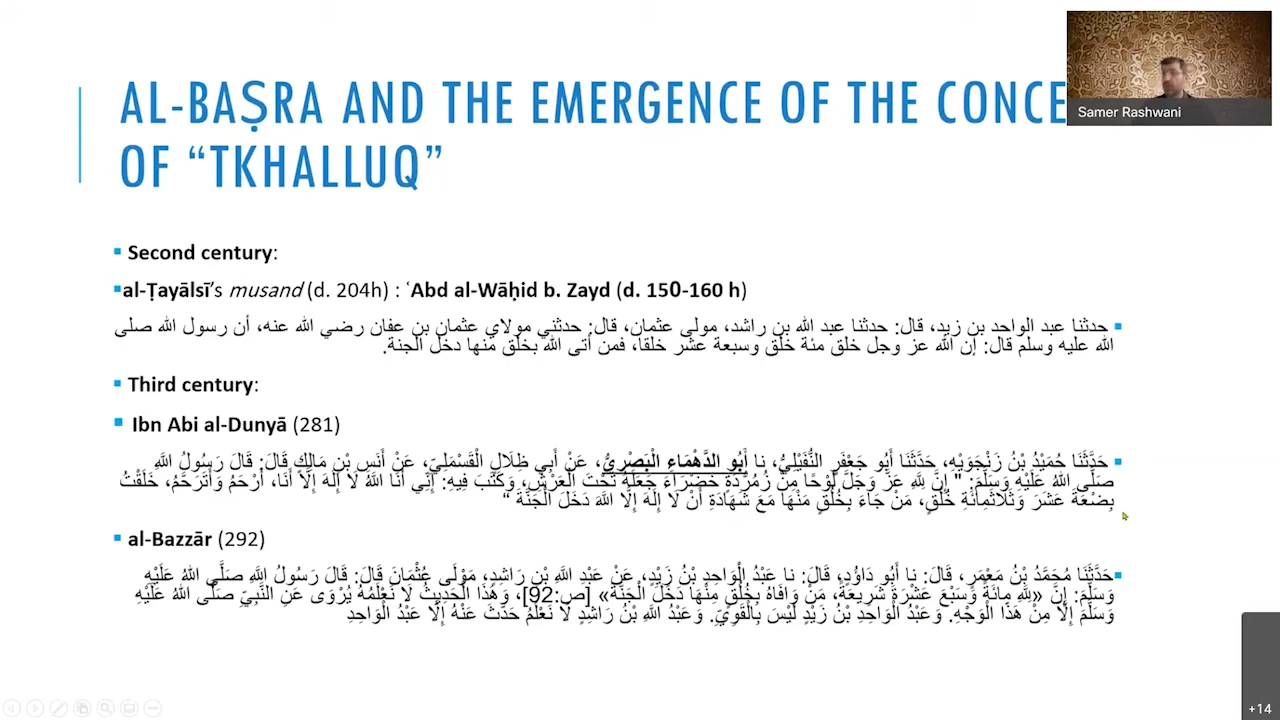 AL-BAṢRA AND THE EMERGENCE OF THE CONCE
OF “TKHALLUQ”
Samer Rashwani
Second century:
al-Ṭayālsī’s musand (d. 204h) : ʿAbd al-Wāḥid b. Zayd (d. 150-160 h)
حدثنا عبد الواحد بن زيد، قال: حدثنا عبد الله بن راشد، مولى عثمان، قال: حدثني مولاي عثمان بن عفان رضي الله عنه، أن رسول الله صلى
الله عليه وسلم قال: إن الله عز وجل خلق مئة خلق وسبعة عشر خلقا، فمن أتى الله بخلق منها دخل الجنة.
Third century:
Ibn Abi al-Dunyā (281)
حَدَّثَنَا حُمَيْدُ بْنُ زَنْجَوَيْهِ، حَدَّثَنَا أَبُو جَعْفَرٍ النُّفَيْلِيُّ، نا أَبُو الدَّهْمَاءِ الْبَصْرِيُّ، عَنْ أَبِي ظِلَالٍ الْقَسْمَلِيِّ، عَنْ أَنَسِ بْنِ مَالِكٍ قَالَ: قَالَ رَسُولُ اللَّهِ
صَلَّى اللهُ عَلَيْهِ وَسَلَّمَ: " إِنَّ لِلَّهِ عَزَّ وَجَلَّ لَوْحًا مِنْ زُمُرُّدَةٍ خَضْرَاءَ جَعَلَهُ تَحْتَ الْعَرْشِ، وَكَتَبَ فِيهِ: إِنِّي أَنَا اللَّهُ لَا إِلَهَ إِلَّا أَنَا، أَرْحَمُ وَأَتَرَحَّمُ، خَلَقْتُ
بِضْعَةَ عَشَرَ وَثَلَاثَمِائَةِ خُلُقٍ، مَنْ جَاءَ بِخُلُقٍ مِنْهَا مَعَ شَهَادَةِ أَنْ لَا إِلَهَ إِلَّا اللَّهَ دَخَلَ الْجَنَّةَ “
al-Bazzār (292)
حَدَّثَنَا مُحَمَّدُ بْنُ مَعْمَرٍ، قَالَ: نا أَبُو دَاوُدٍ، قَالَ: نا عَبْدُ الْوَاحِدِ بْنُ زَيْدٍ، عَنْ عَبْدِ اللَّهِ بْنِ رَاشِدٍ، مَوْلَى عُثْمَانَ قَالَ: قَالَ رَسُولُ اللَّهِ صَلَّى اللهُ عَلَيْهِ
وَسَلَّمَ: إِنَّ «لِلَّهِ مِائَةً وَسَبْعَ عَشْرَةَ شَرِيعَةً، مَنْ وَافَاهُ بِخُلُقٍ مِنْهَا دَخَلَ الْجَنَّةَ» [ص:92]، وَهَذَا الْحَدِيثُ لَا نَعْلَمُهُ يُرْوَى عَنِ النَّبِيِّ صَلَّى اللهُ عَلَيْهِ
وَسَلَّمَ إِلَّا مِنْ هَذَا الْوَجْهِ. وَعَبْدُ الْوَاحِدِ بْنُ زَيْدٍ لَيْسَ بِالْقَوِيِّ. وَعَبْدُ اللَّهِ بْنُ رَاشِدٍ لَا نَعْلَمُ حَدَّثَ عَنْهُ إِلَّا عَبْدُ الْوَاحِدِ
+14